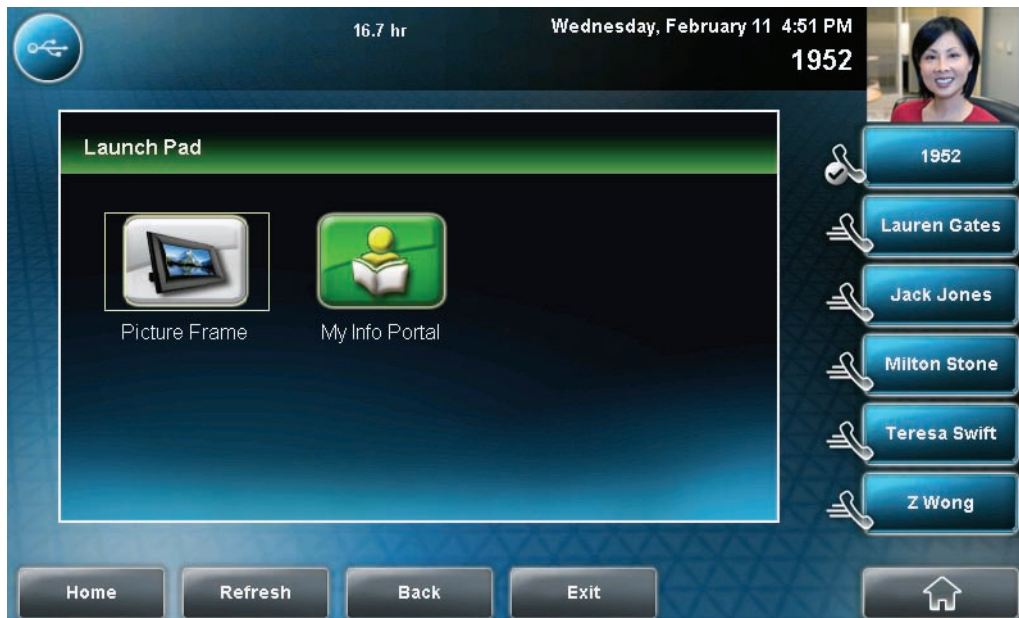 16.7 hr
Wednesday, February 11 4:51 PM
1952
Launch Pad
Picture Frame
My Info Portal
1952
Lauren Gates
Jack Jones
Milton Stone
Teresa Swift
Z Wong
Home
Refresh
Back
Exit